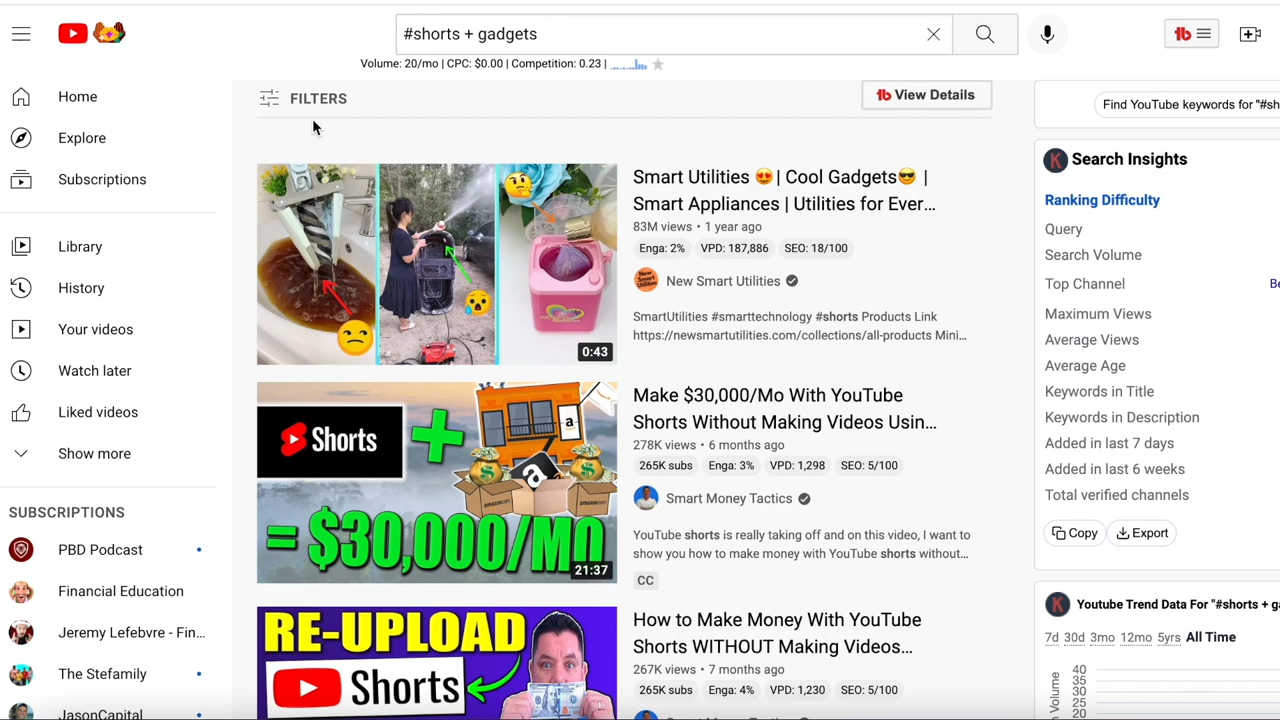 #shorts + gadgets
Volume: 20/mo | CPC: $0.00 | Competition: 0.23 |
tb
Home
Explore
Subscriptions
Library
History
Your videos
Watch later
Liked videos
Show more
SUBSCRIPTIONS
PBD Podcast
Financial Education
Jeremy Lefebvre - Fin...
The Stefamily
JasonCapital
FILTERS
tb View Details
0:43
Smart Utilities 😍| Cool Gadgets😎 |
Smart Appliances | Utilities for Ever...
83M views • 1 year ago
Enga: 2% VPD: 187,886 SEO: 18/100
New Smart Utilities
SmartUtilities #smarttechnology #shorts Products Link
https://newsmartutilities.com/collections/all-products Mini...
Shorts
a
a
= $30,000/MO
21:37
Make $30,000/Mo With YouTube
Shorts Without Making Videos Usin...
278K views • 6 months ago
265K subs Enga: 3% VPD: 1,298 SEO: 5/100
Smart Money Tactics
YouTube shorts is really taking off and on this video, I want to
show you how to make money with YouTube shorts without...
CC
RE-UPLOAD
Shorts
How to Make Money With YouTube
Shorts WITHOUT Making Videos...
267K views • 7 months ago
265K subs Enga: 4% VPD: 1,230 SEO: 5/100
Find YouTube keywords for "#sh
K Search Insights
Ranking Difficulty
Query
Search Volume
Top Channel Be
Maximum Views
Average Views
Average Age
Keywords in Title
Keywords in Description
Added in last 7 days
Added in last 6 weeks
Total verified channels
Copy Export
K Youtube Trend Data For "#shorts + ga
7d 30d 3mo 12mo 5yrs All Time
40
35
30
25
20
Volume